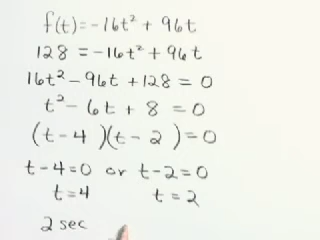 f(t)=-16t² + 96t
128 = -16t² + 96t
16t² - 96t + 128 = 0
t² - 6t + 8 = 0
(t - 4 )(t - 2 ) = 0
t - 4 = 0 or t - 2 = 0
t = 4 t = 2
2 sec